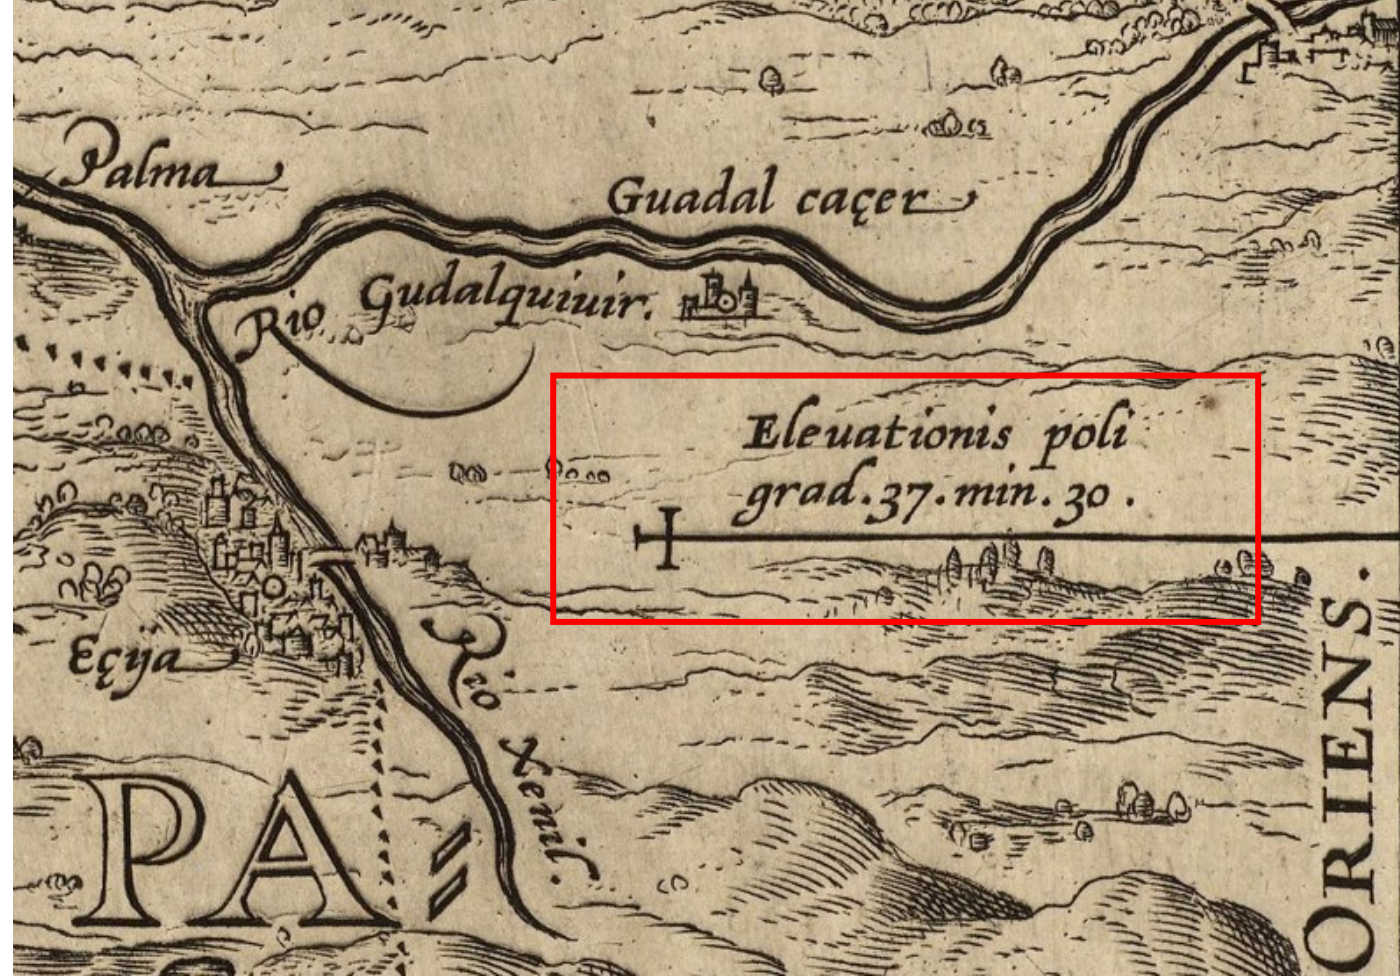 Palma
Guadal caçer
Rio Gudalquiuir.
Eleuationis poli
grad. 37. min. 30 .
Eçija
Rio Xenil.
PA
ORIENS.